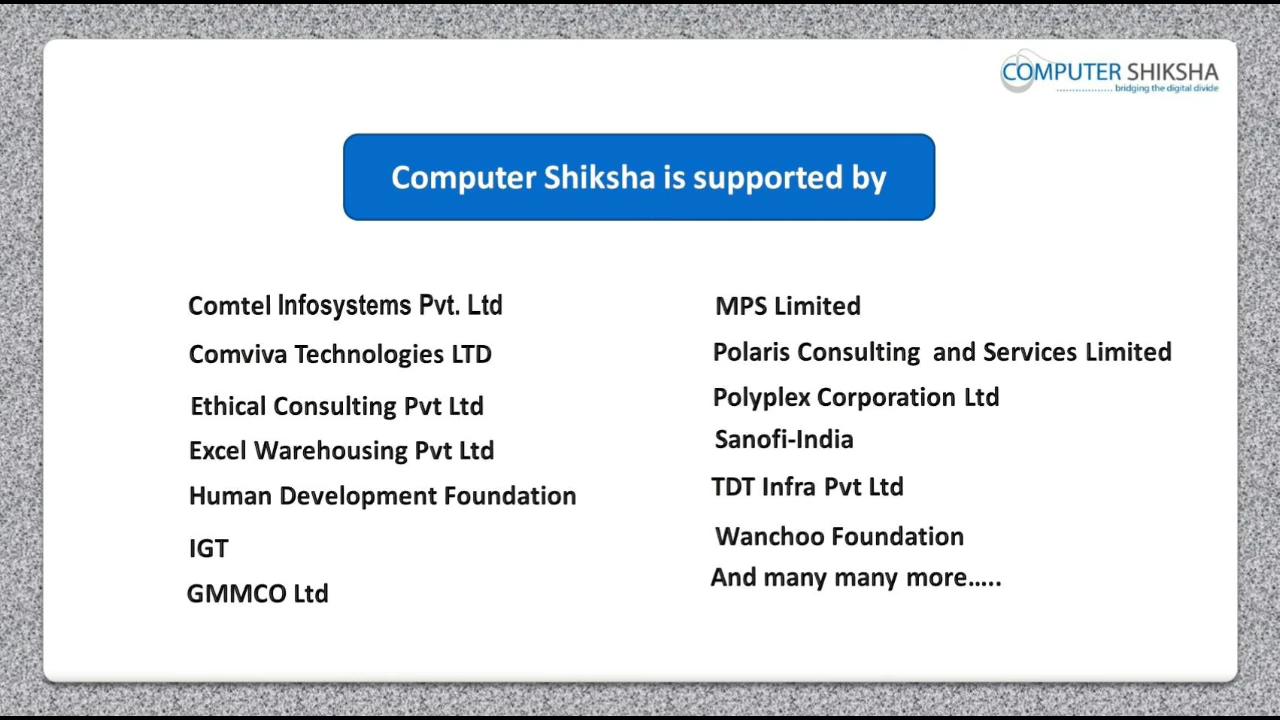 COMPUTER SHIKSHA
bridging the digital divide
Computer Shiksha is supported by
Comtel Infosystems Pvt. Ltd
Comviva Technologies LTD
Ethical Consulting Pvt Ltd
Excel Warehousing Pvt Ltd
Human Development Foundation
IGT
GMMCO Ltd
MPS Limited
Polaris Consulting  and Services Limited
Polyplex Corporation Ltd
Sanofi-India
TDT Infra Pvt Ltd
Wanchoo Foundation
And many many more.....